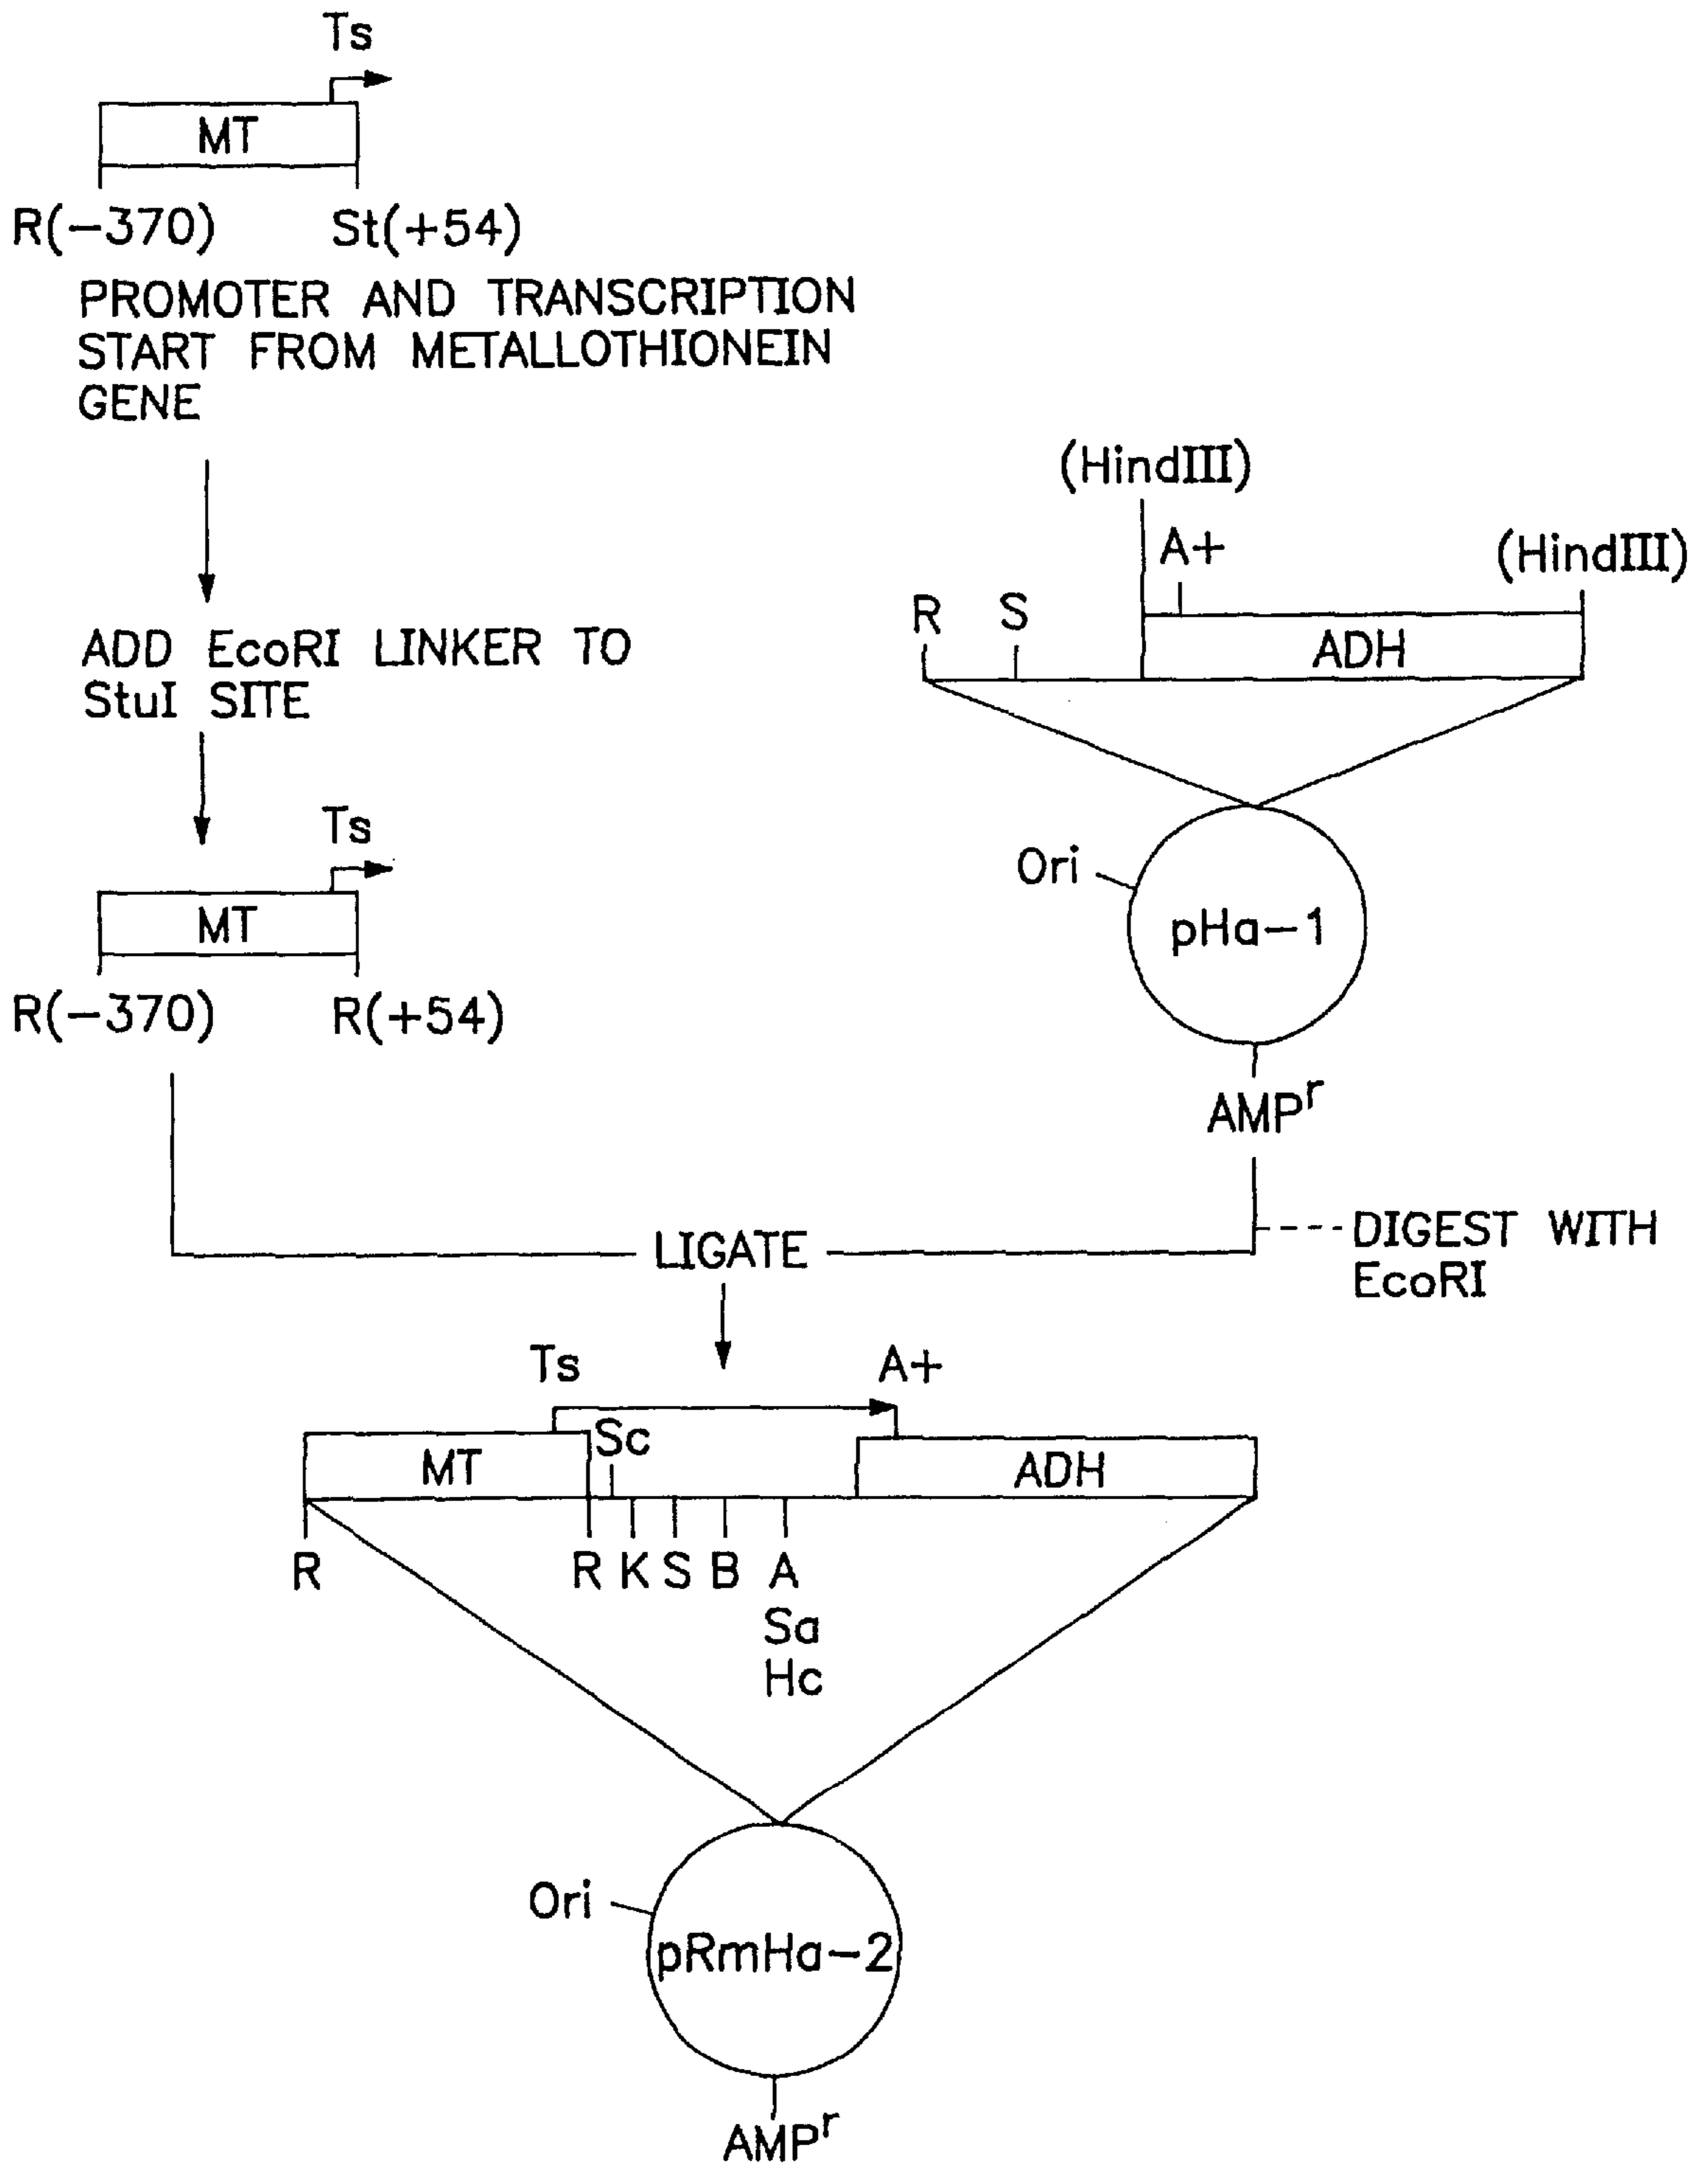 Ts
MT
R(-370)
St(+54)
PROMOTER AND TRANSCRIPTION
START FROM METALLOTHIONEIN
GENE
ADD EcoRI LINKER TO
StuI SITE
Ts
MT
R(-370)
R(+54)
(HindIII)
A+
(HindIII)
R
S
ADH
Ori
pHa-1
AMPr
DIGEST WITH
EcoRI
LIGATE
Ts
A+
Sc
MT
ADH
R
R K S B A
Sa
Hc
Ori
pRmHa-2
AMPr